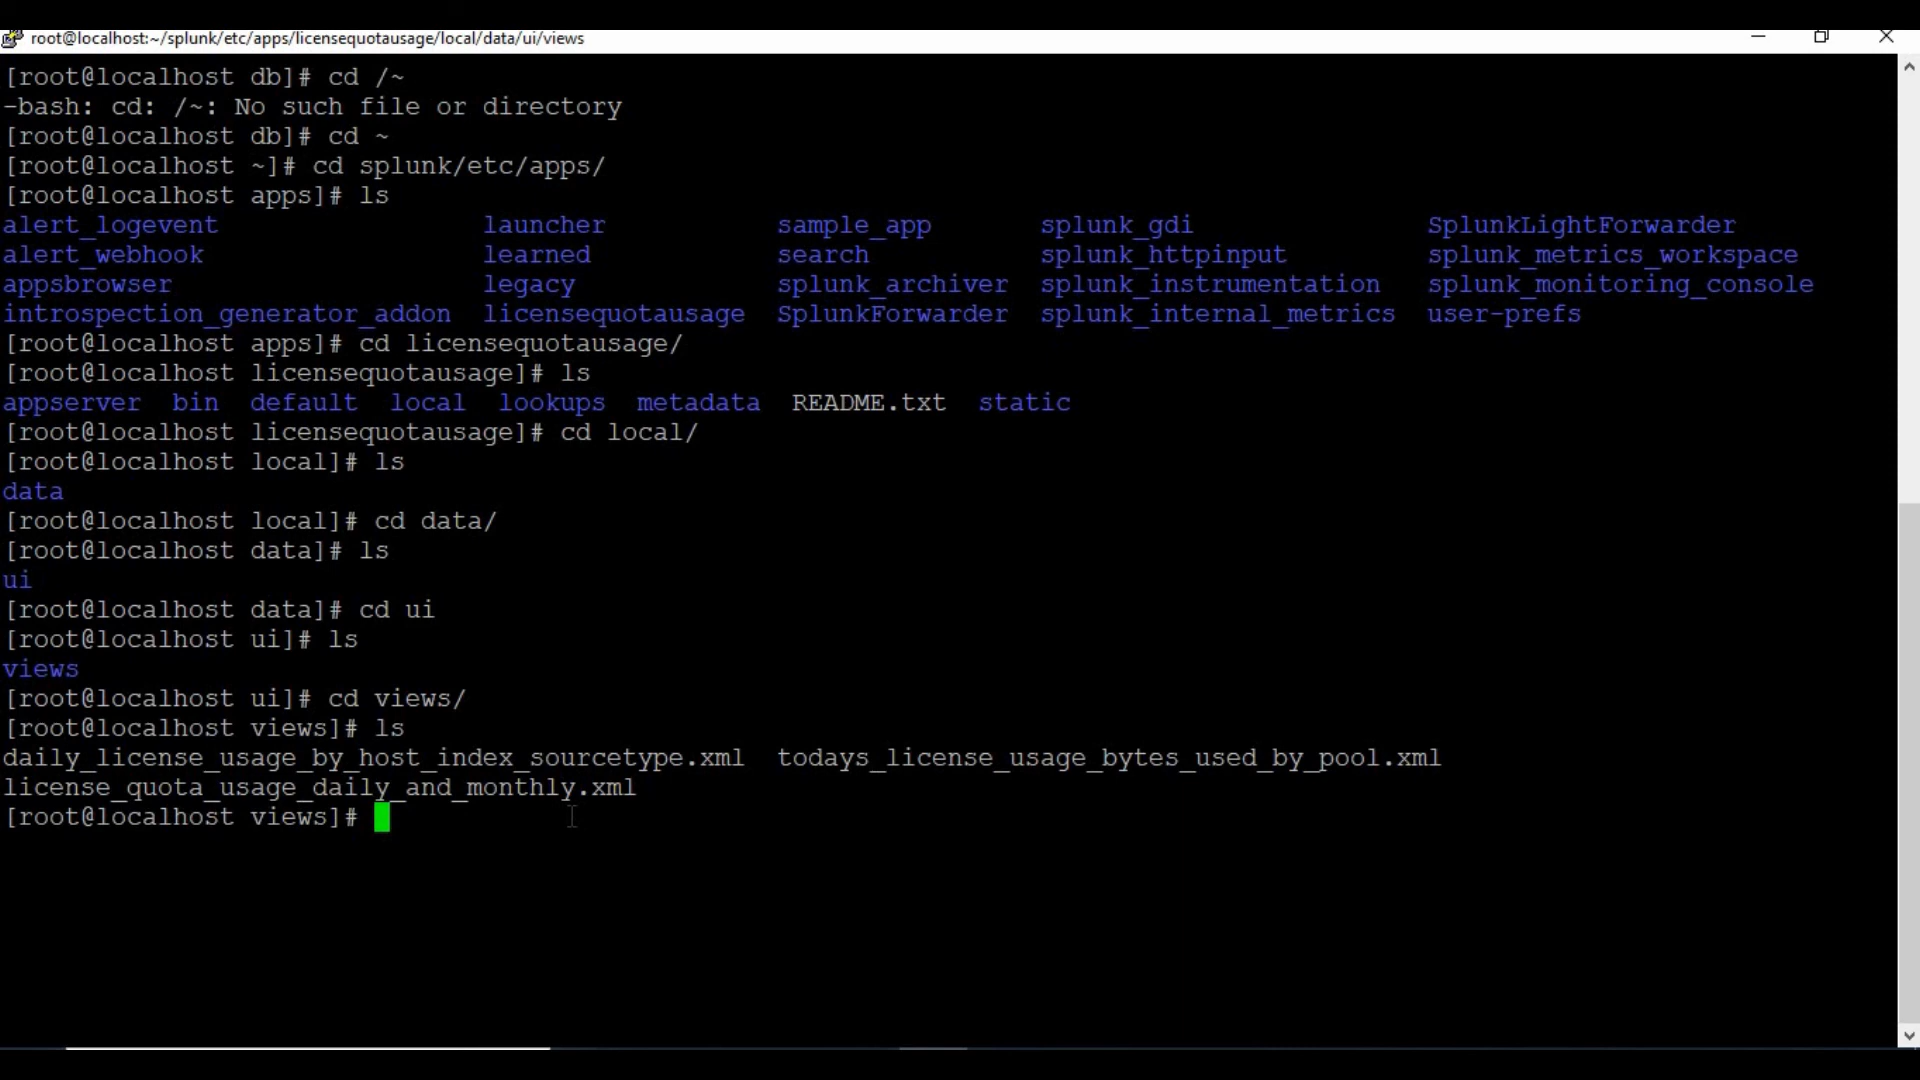 root@localhost:~/splunk/etc/apps/licensequotausage/local/data/ui/views
[root@localhost db]# cd /~
-bash: cd: /~: No such file or directory
[root@localhost db]# cd ~
[root@localhost ~]# cd splunk/etc/apps/
[root@localhost apps]# ls
alert_logevent launcher sample_app splunk_gdi SplunkLightForwarder
alert_webhook learned search splunk_httpinput splunk_metrics_workspace
appsbrowser legacy splunk_archiver splunk_instrumentation splunk_monitoring_console
introspection_generator_addon licensequotausage SplunkForwarder splunk_internal_metrics user-prefs
[root@localhost apps]# cd licensequotausage/
[root@localhost licensequotausage]# ls
appserver bin default local lookups metadata README.txt static
[root@localhost licensequotausage]# cd local/
[root@localhost local]# ls
data
[root@localhost local]# cd data/
[root@localhost data]# ls
ui
[root@localhost data]# cd ui
[root@localhost ui]# ls
views
[root@localhost ui]# cd views/
[root@localhost views]# ls
daily_license_usage_by_host_index_sourcetype.xml todays_license_usage_bytes_used_by_pool.xml
license_quota_usage_daily_and_monthly.xml
[root@localhost views]#